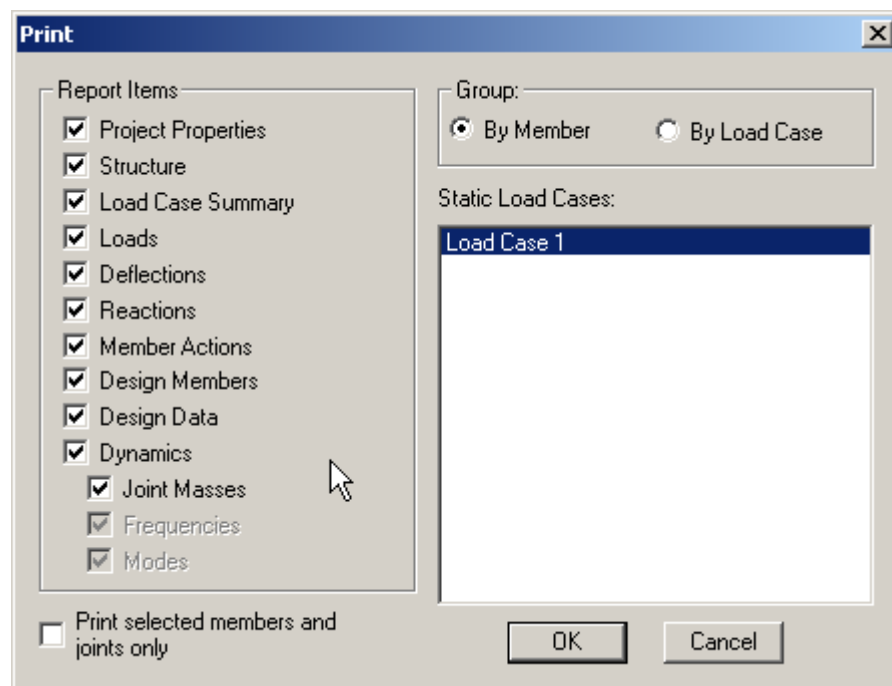 Print
Report Items
Project Properties
Structure
Load Case Summary
Loads
Deflections
Reactions
Member Actions
Design Members
Design Data
Dynamics
Joint Masses
Frequencies
Modes
Print selected members and
joints only
Group:
By Member
By Load Case
Static Load Cases:
Load Case 1
OK
Cancel